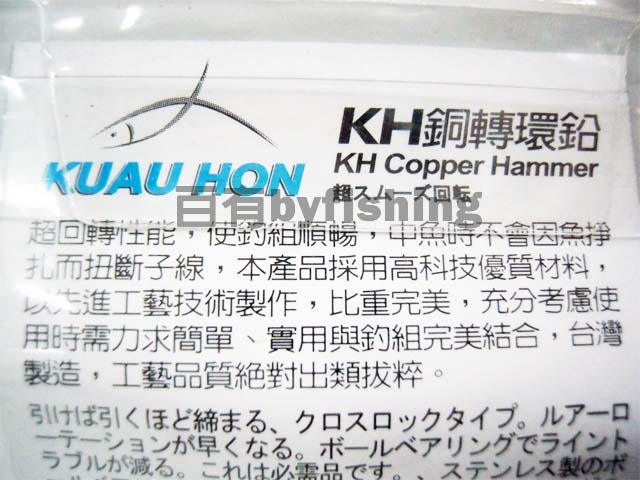 KUAU HON
KH銅轉環鉛
KH Copper Hammer
超スムーズ回転
百有byfishing
超回轉性能，使釣組順暢，中魚時不會因魚掙
扎而扭斷子線，本產品採用高科技優質材料，
以先進工藝技術製作，比重完美，充分考慮使
用時需力求簡單、實用與釣組完美結合，台灣
製造，工藝品質絕對出類拔粹。
引けば引くほど締まる、クロスロックタイプ。ルアーロ
ーテーションが早くなる。ボールベアリングでライント
ラブルが減る。これは必需品です。、ステンレス製のボ